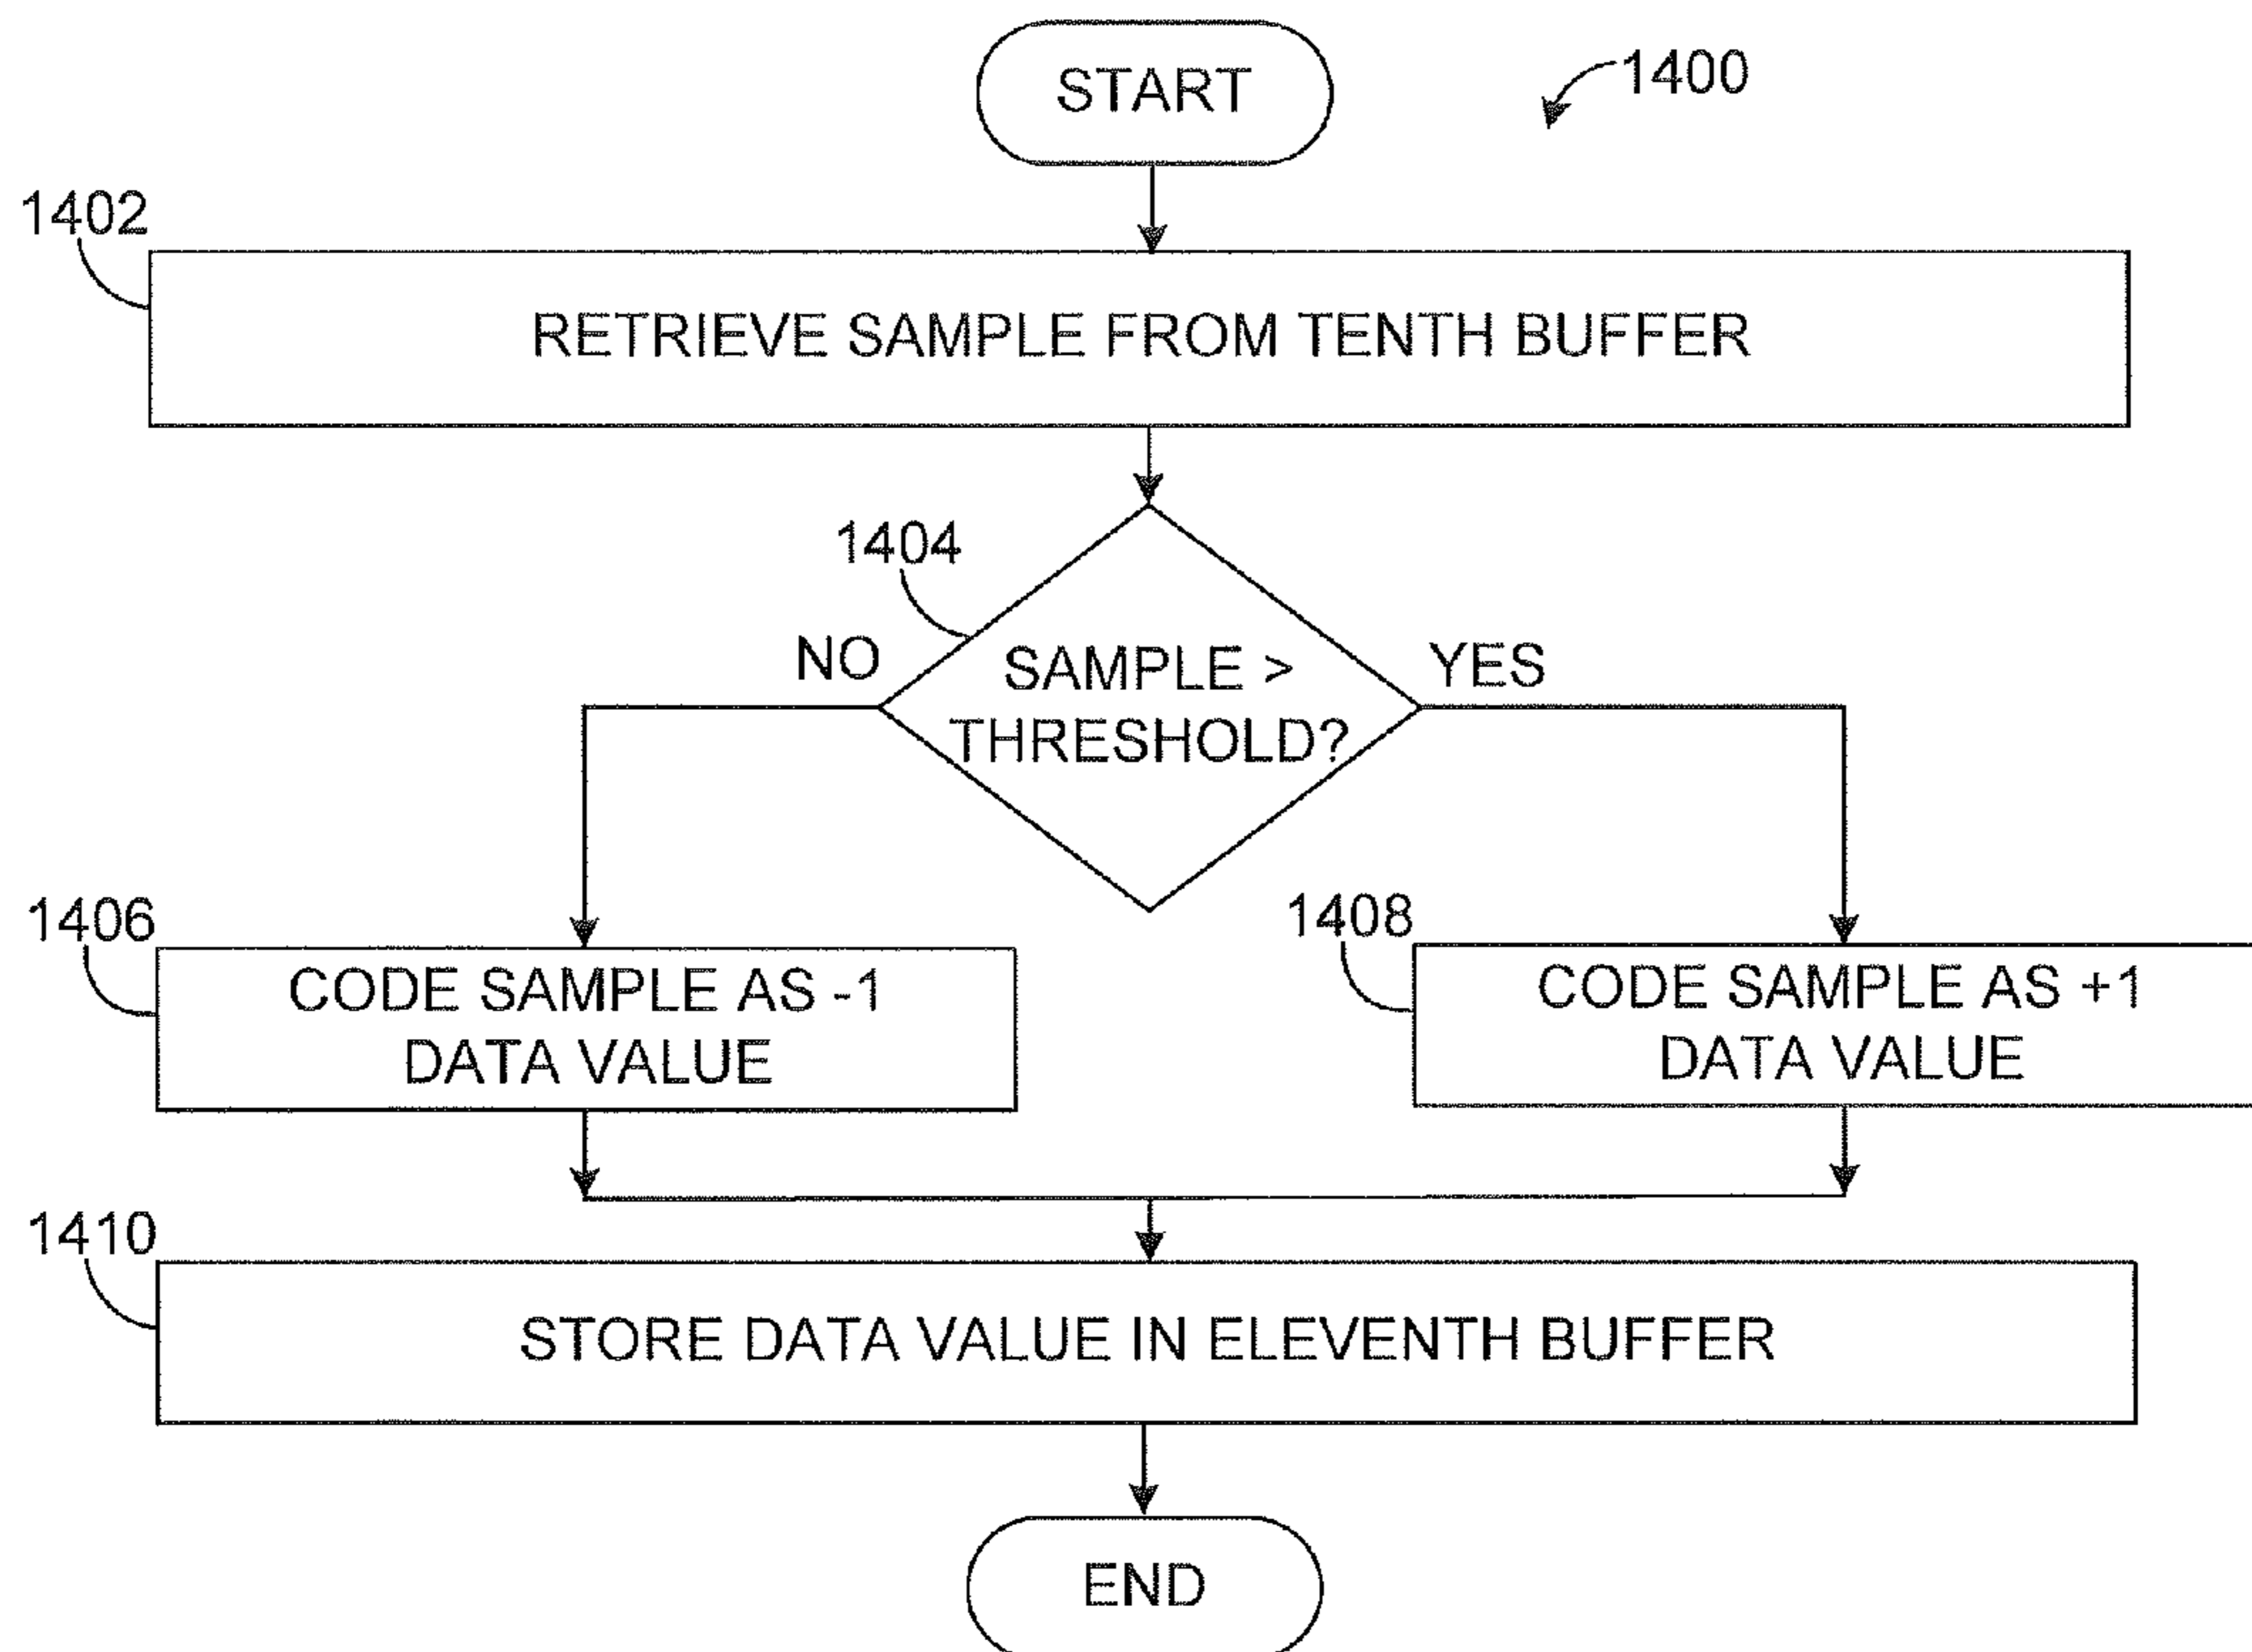 START
1400
1402
RETRIEVE SAMPLE FROM TENTH BUFFER
1404
NO
SAMPLE >
THRESHOLD?
YES
1406
CODE SAMPLE AS -1
DATA VALUE
1408
CODE SAMPLE AS +1
DATA VALUE
1410
STORE DATA VALUE IN ELEVENTH BUFFER
END